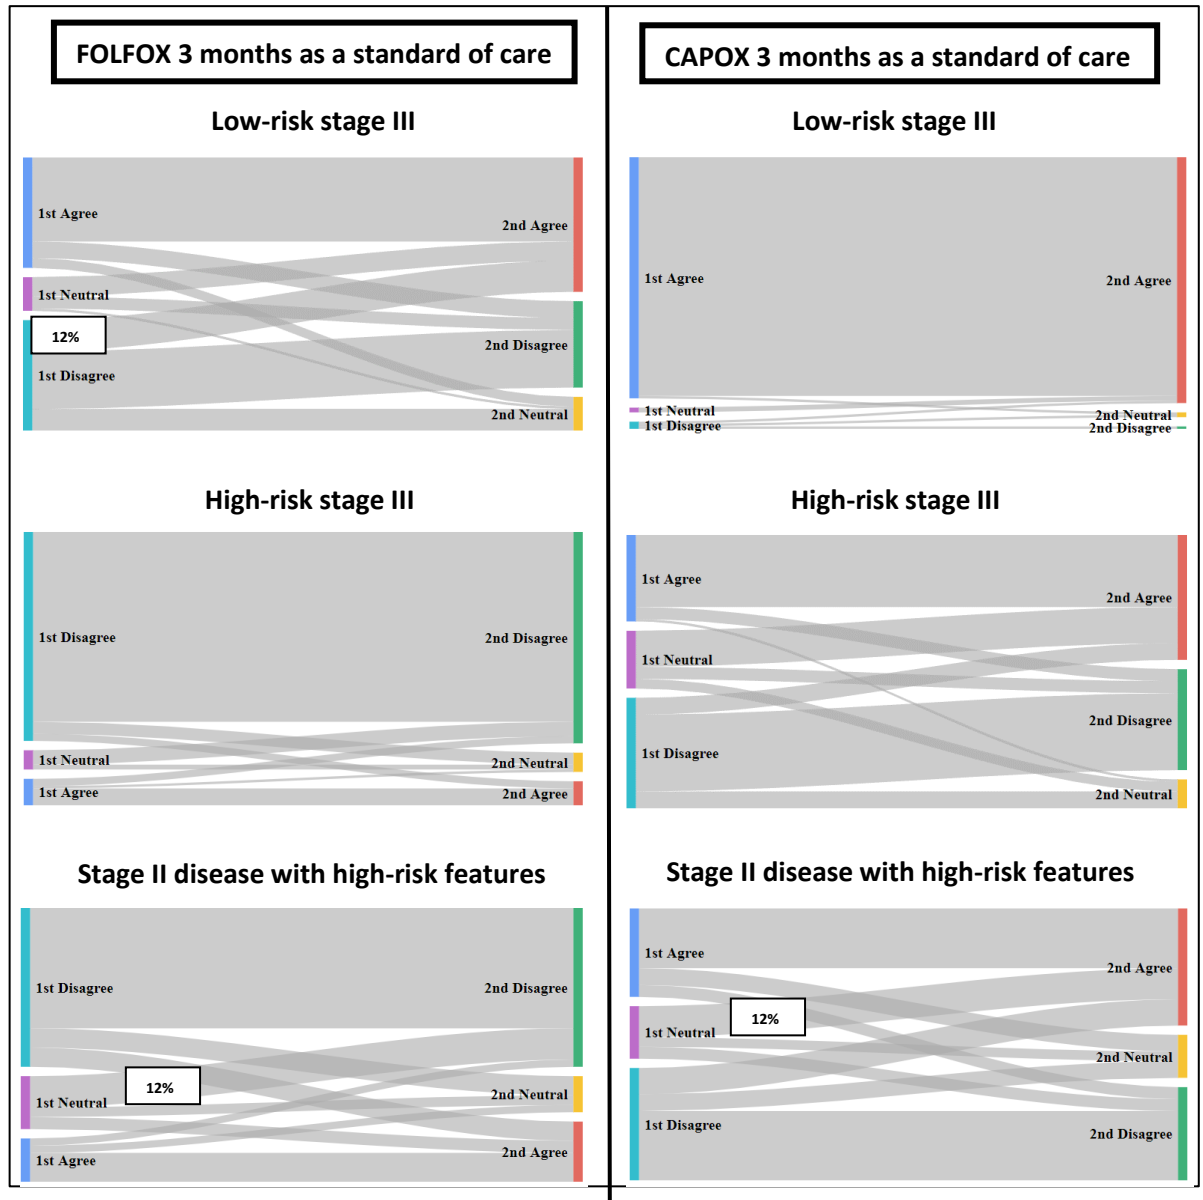 FOLFOX 3 months as a standard of care
Low-risk stage III
1st Agree
2nd Agree
1st Neutral
12%
2nd Disagree
1st Disagree
2nd Neutral
High-risk stage III
1st Disagree
2nd Disagree
1st Neutral
2nd Neutral
1st Agree
2nd Agree
Stage II disease with high-risk features
1st Disagree
2nd Disagree
12%
1st Neutral
2nd Neutral
1st Agree
2nd Agree
CAPOX 3 months as a standard of care
Low-risk stage III
1st Agree
2nd Agree
1st Neutral
2nd Neutral
1st Disagree
2nd Disagree
High-risk stage III
1st Agree
2nd Agree
1st Neutral
2nd Disagree
1st Disagree
2nd Neutral
Stage II disease with high-risk features
1st Agree
2nd Agree
12%
1st Neutral
2nd Neutral
1st Disagree
2nd Disagree